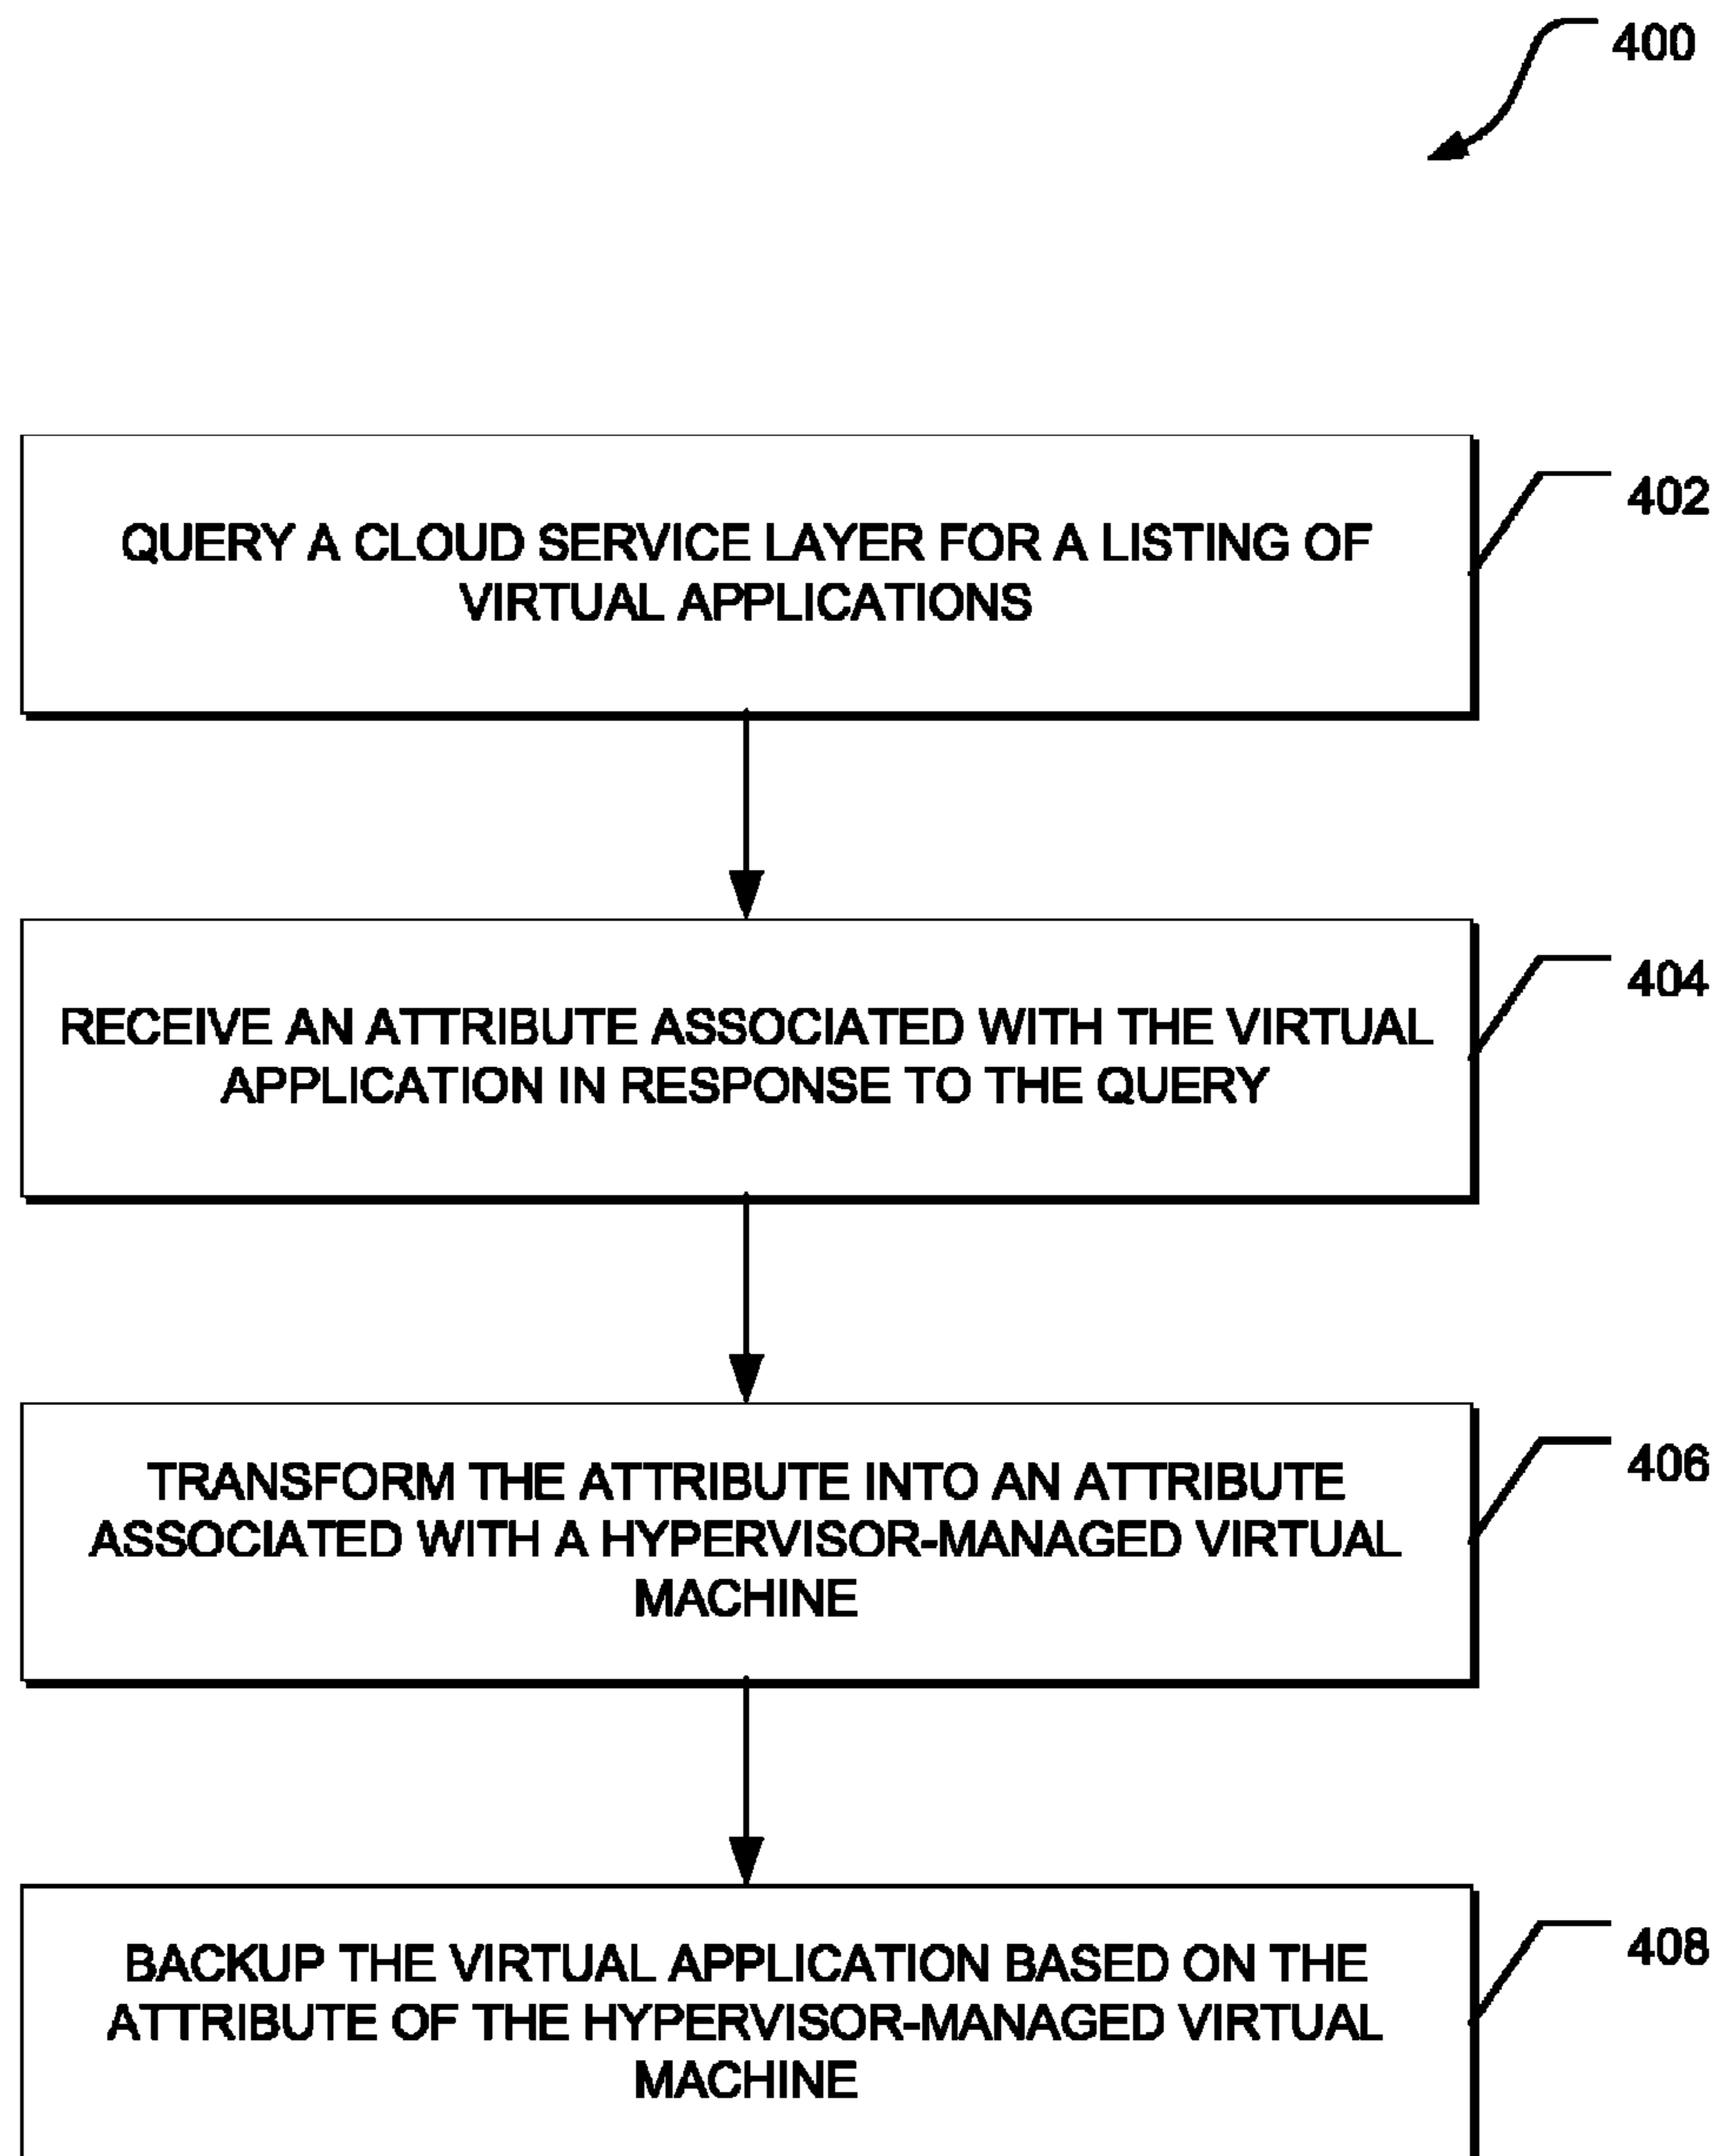 400
QUERY A CLOUD SERVICE LAYER FOR A LISTING OF
VIRTUAL APPLICATIONS
402
RECEIVE AN ATTRIBUTE ASSOCIATED WITH THE VIRTUAL
APPLICATION IN RESPONSE TO THE QUERY
404
TRANSFORM THE ATTRIBUTE INTO AN ATTRIBUTE
ASSOCIATED WITH A HYPERVISOR-MANAGED VIRTUAL
MACHINE
406
BACKUP THE VIRTUAL APPLICATION BASED ON THE
ATTRIBUTE OF THE HYPERVISOR-MANAGED VIRTUAL
MACHINE
408